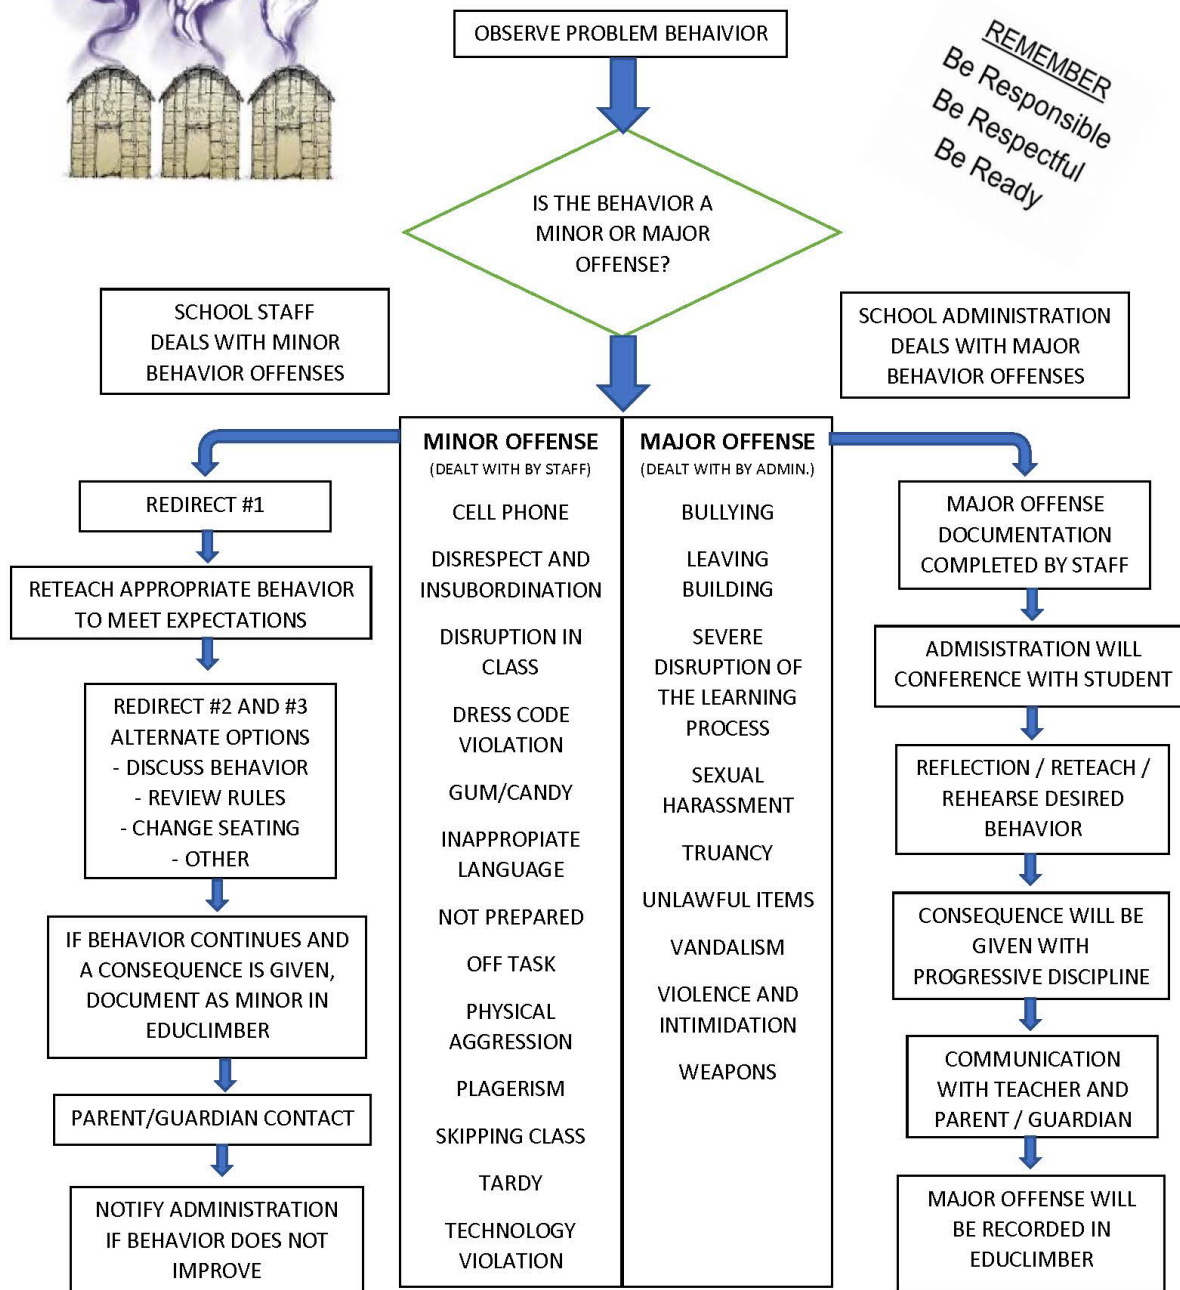 OBSERVE PROBLEM BEHAIVIOR
REMEMBER
Be Responsible
Be Respectful
Be Ready
IS THE BEHAVIOR A
MINOR OR MAJOR
OFFENSE?
SCHOOL STAFF
DEALS WITH MINOR
BEHAVIOR OFFENSES
SCHOOL ADMINISTRATION
DEALS WITH MAJOR
BEHAVIOR OFFENSES
REDIRECT #1
RETEACH APPROPRIATE BEHAVIOR
TO MEET EXPECTATIONS
REDIRECT #2 AND #3
ALTERNATE OPTIONS
- DISCUSS BEHAVIOR
- REVIEW RULES
- CHANGE SEATING
- OTHER
IF BEHAVIOR CONTINUES AND
A CONSEQUENCE IS GIVEN,
DOCUMENT AS MINOR IN
EDUCLIMBER
PARENT/GUARDIAN CONTACT
NOTIFY ADMINISTRATION
IF BEHAVIOR DOES NOT
IMPROVE
MINOR OFFENSE
(DEALT WITH BY STAFF)
CELL PHONE
DISRESPECT AND
INSUBORDINATION
DISRUPTION IN
CLASS
DRESS CODE
VIOLATION
GUM/CANDY
INAPPROPIATE
LANGUAGE
NOT PREPARED
OFF TASK
PHYSICAL
AGGRESSION
PLAGERISM
SKIPPING CLASS
TARDY
TECHNOLOGY
VIOLATION
MAJOR OFFENSE
(DEALT WITH BY ADMIN.)
BULLYING
LEAVING
BUILDING
SEVERE
DISRUPTION OF
THE LEARNING
PROCESS
SEXUAL
HARASSMENT
TRUANCY
UNLAWFUL ITEMS
VANDALISM
VIOLENCE AND
INTIMIDATION
WEAPONS
MAJOR OFFENSE
DOCUMENTATION
COMPLETED BY STAFF
ADMISISTRATION WILL
CONFERENCE WITH STUDENT
REFLECTION / RETEACH /
REHEARSE DESIRED
BEHAVIOR
CONSEQUENCE WILL BE
GIVEN WITH
PROGRESSIVE DISCIPLINE
COMMUNICATION
WITH TEACHER AND
PARENT / GUARDIAN
MAJOR OFFENSE WILL
BE RECORDED IN
EDUCLIMBER